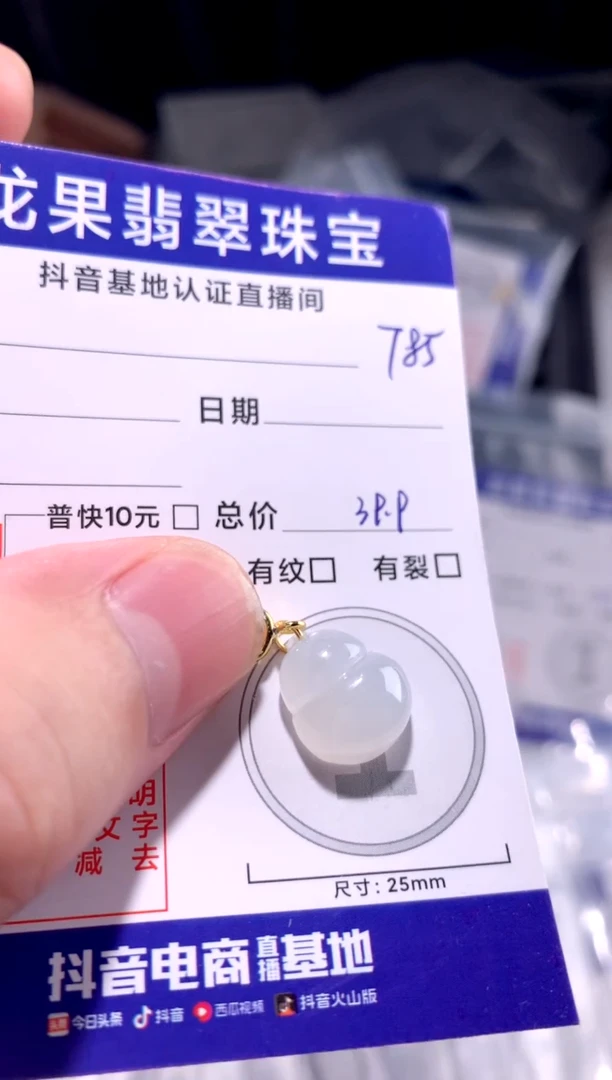 龙果翡翠珠宝
抖音基地认证直播间
T85
日期
普快10元 □ 总价 39.9
有纹□ 有裂□
明
文字
减去
尺寸：25mm
抖音电商直播基地
今日头条 抖音 西瓜视频 抖音火山版